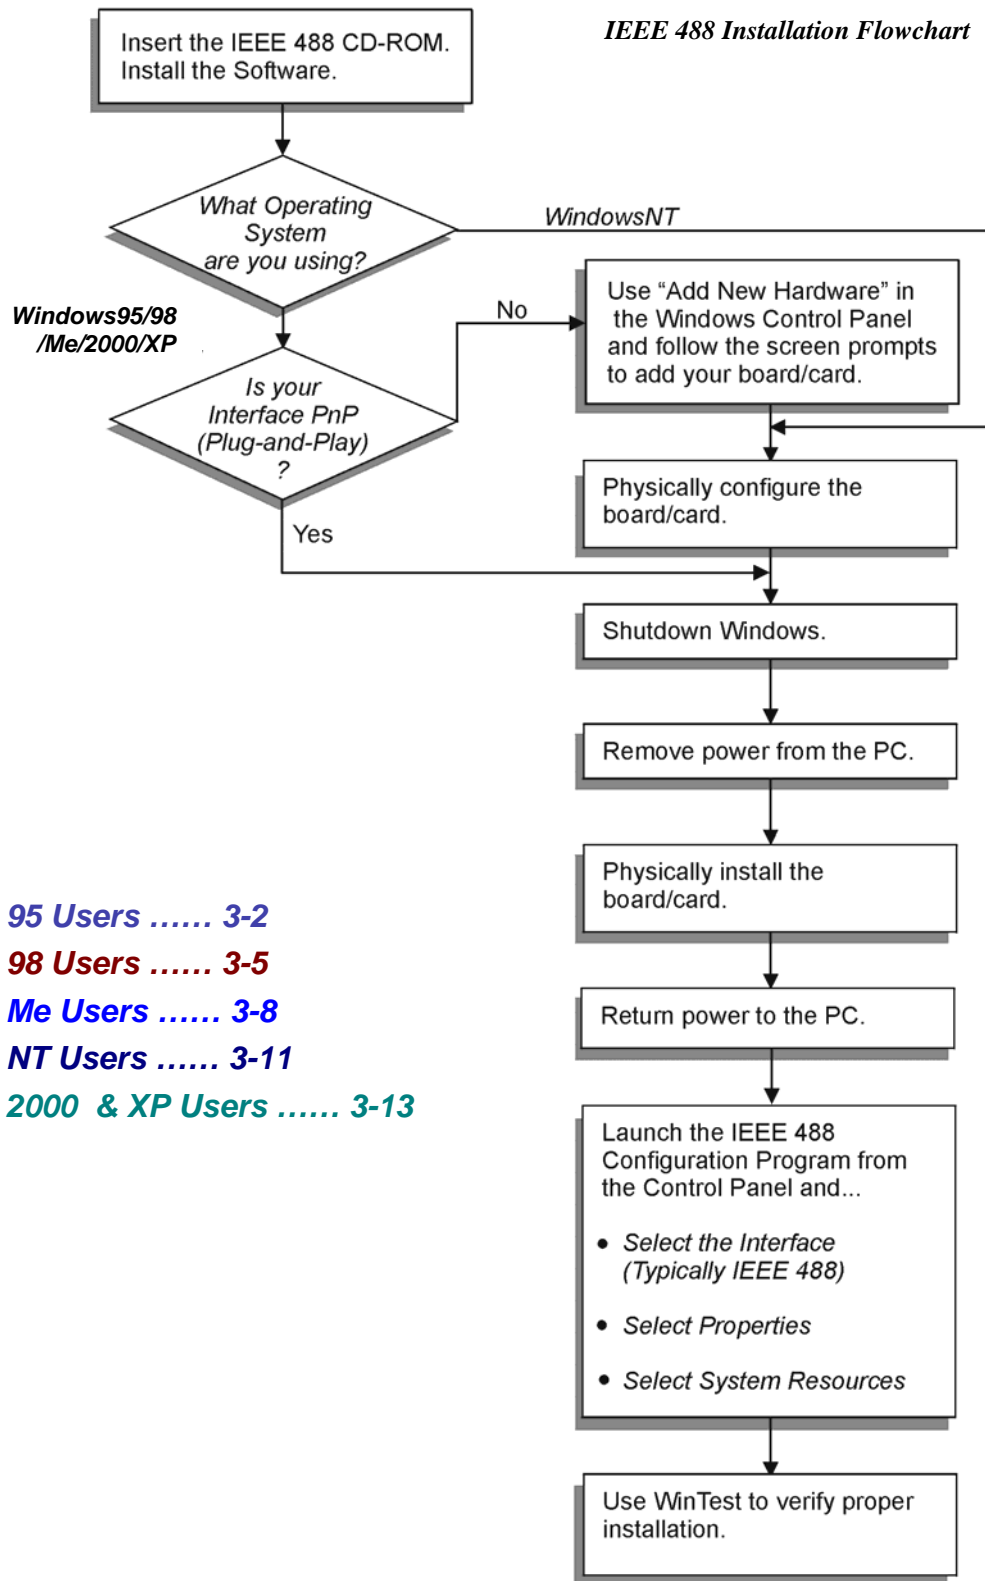 IEEE 488 Installation Flowchart
Insert the IEEE 488 CD-ROM.
Install the Software.
What Operating
System
are you using?
WindowsNT
Windows95/98
/Me/2000/XP
No
Use “Add New Hardware” in
the Windows Control Panel
and follow the screen prompts
to add your board/card.
Is your
Interface PnP
(Plug-and-Play)
?
Yes
Physically configure the
board/card.
Shutdown Windows.
Remove power from the PC.
Physically install the
board/card.
95 Users …… 3-2
98 Users …… 3-5
Me Users …… 3-8
NT Users …… 3-11
2000 & XP Users …… 3-13
Return power to the PC.
Launch the IEEE 488
Configuration Program from
the Control Panel and...
• Select the Interface
(Typically IEEE 488)
• Select Properties
• Select System Resources
Use WinTest to verify proper
installation.